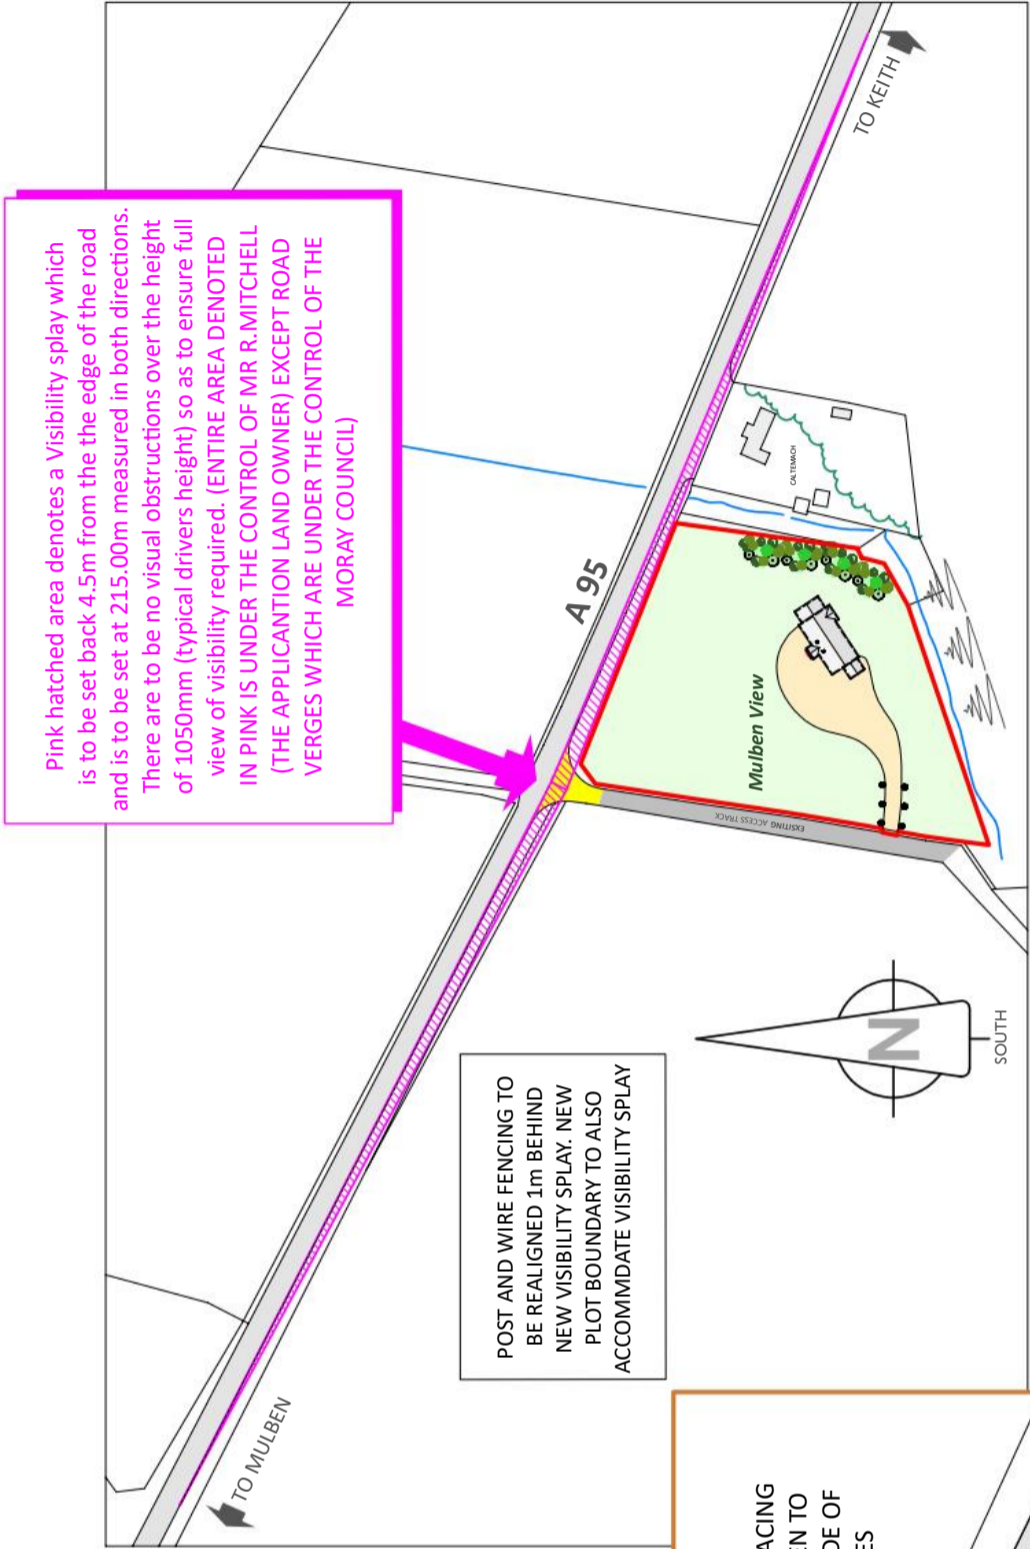 Pink hatched area denotes a Visibility splay which
is to be set back 4.5m from the the edge of the road
and is to be set at 215.00m measured in both directions.
There are to be no visual obstructions over the height
of 1050mm (typical drivers height) so as to ensure full
view of visibility required. (ENTIRE AREA DENOTED
IN PINK IS UNDER THE CONTROL OF MR R.MITCHELL
(THE APPLICANTION LAND OWNER) EXCEPT ROAD
VERGES WHICH ARE UNDER THE CONTROL OF THE
MORAY COUNCIL)
TO KEITH
A 95
CALTEMACH
Mulben View
EXSITING ACCESS TRACK
TO MULBEN
POST AND WIRE FENCING TO
BE REALIGNED 1m BEHIND
NEW VISIBILITY SPLAY. NEW
PLOT BOUNDARY TO ALSO
ACCOMMDATE VISIBILITY SPLAY
N
SOUTH
ACING
EN TO
DE OF
ES